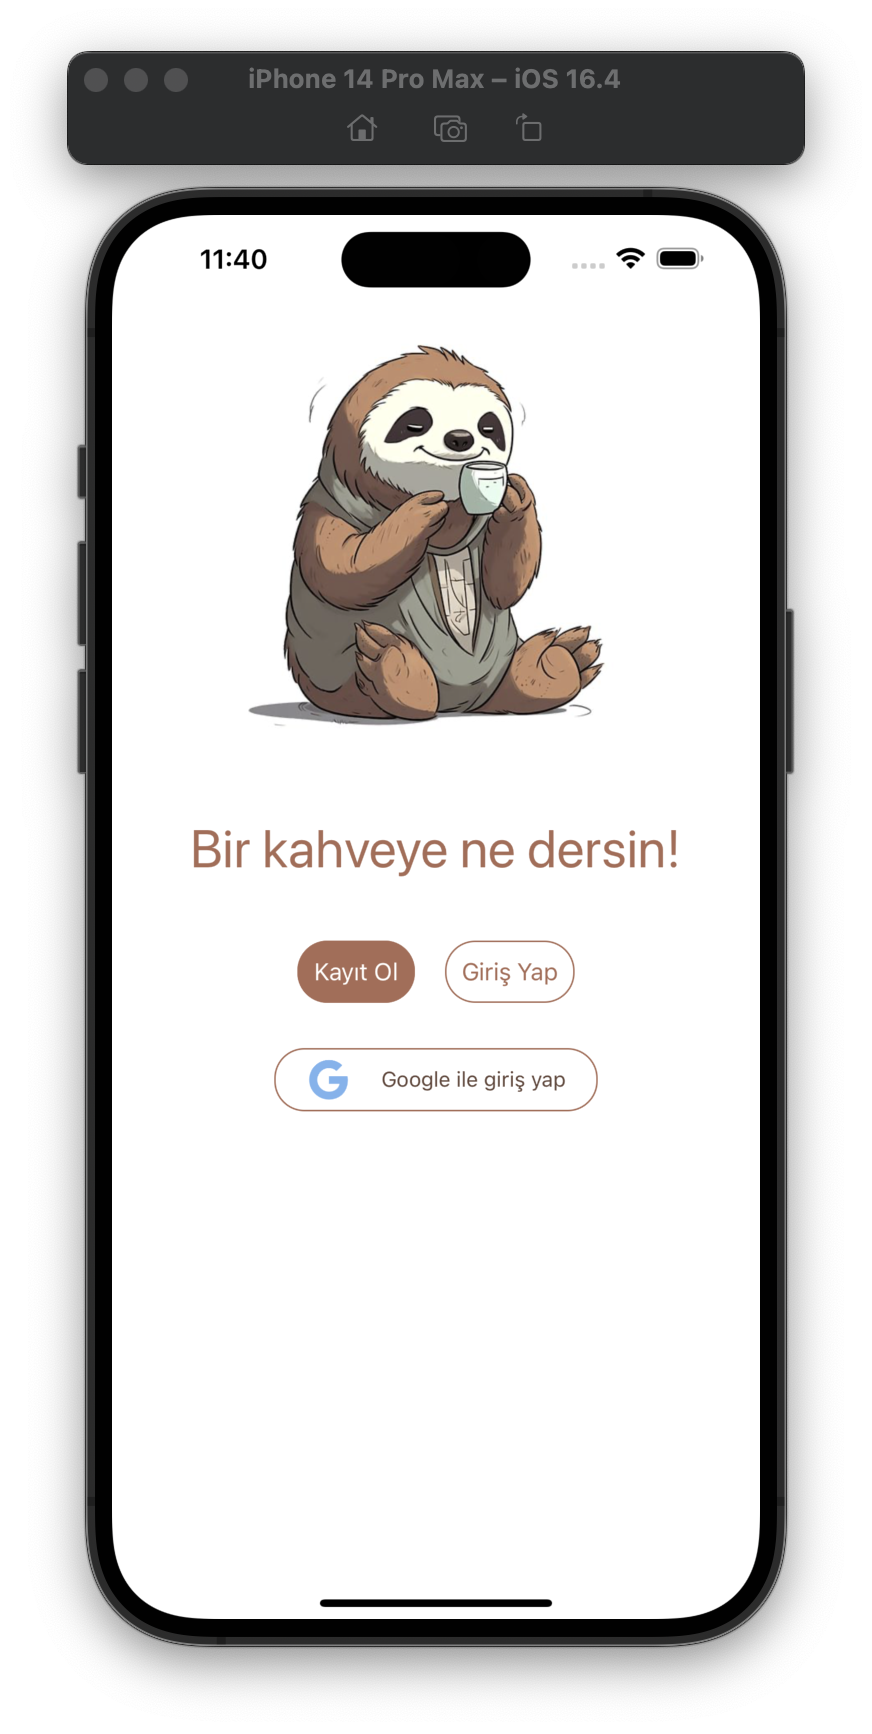 iPhone 14 Pro Max – iOS 16.4
11:40
Bir kahveye ne dersin!
Kayıt Ol
Giriş Yap
G Google ile giriş yap